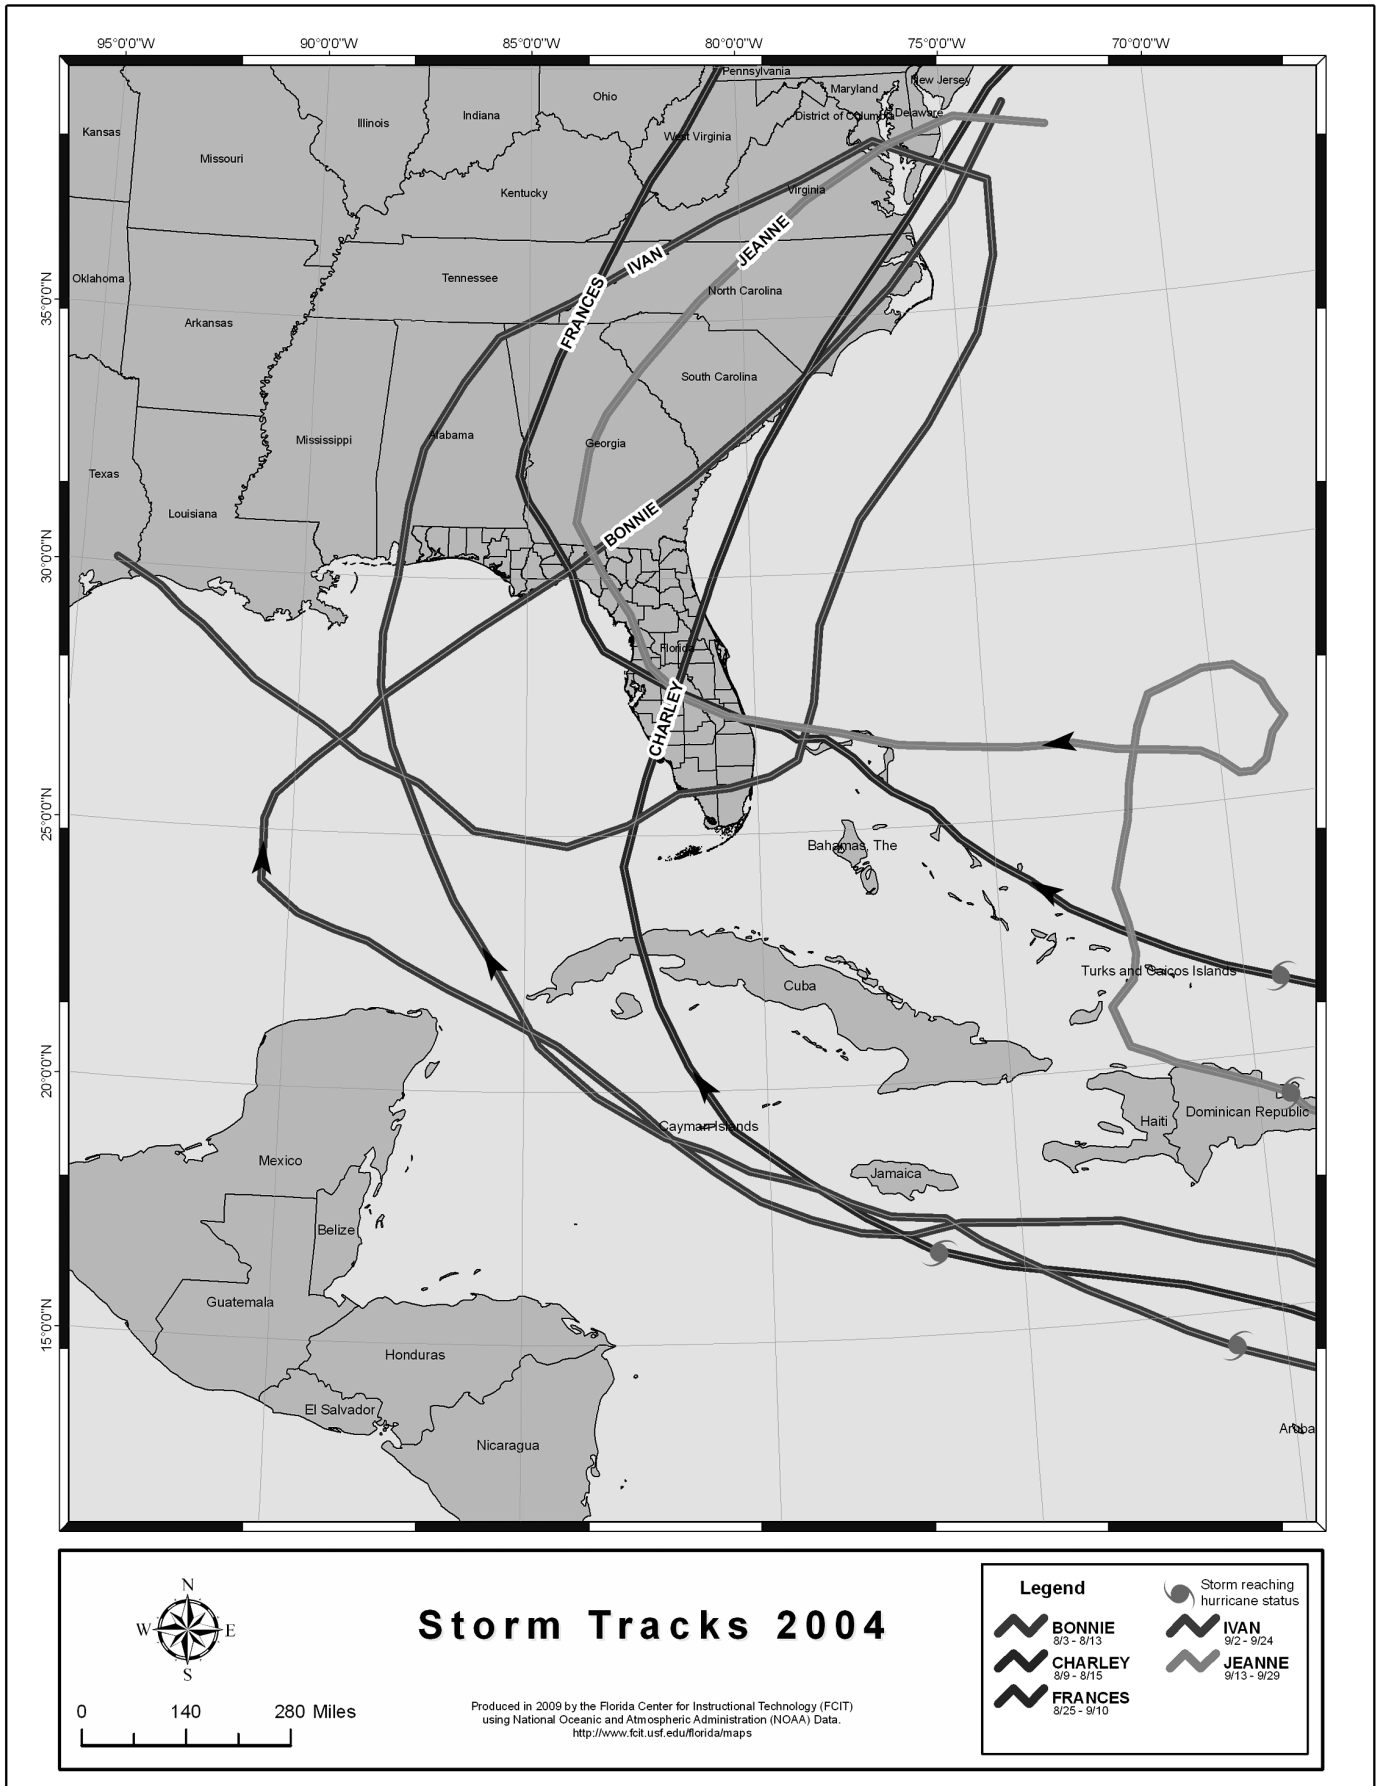 95°0'0"W 90°0'0"W 85°0'0"W 80°0'0"W 75°0'0"W 70°0'0"W
Pennsylvania
New Jersey
Ohio
Maryland
Indiana
Illinois
District of Columbia
Delaware
Kansas
West Virginia
Missouri
Kentucky
Virginia
JEANNE
IVAN
Oklahoma
Tennessee
North Carolina
FRANCES
35°0'0"N
Arkansas
South Carolina
Alabama
Mississippi
Georgia
Texas
Louisiana
BONNIE
30°0'0"N
Florida
CHARLEY
25°0'0"N
Bahamas, The
Turks and Caicos Islands
Cuba
20°0'0"N
Dominican Republic
Haiti
Cayman Islands
Mexico
Jamaica
Belize
Guatemala
15°0'0"N
Honduras
El Salvador
Aruba
Nicaragua
N
W E
S
0 140 280 Miles
Storm Tracks 2004
Produced in 2009 by the Florida Center for Instructional Technology (FCIT)
using National Oceanic and Atmospheric Administration (NOAA) Data.
http://www.fcit.usf.edu/florida/maps
Legend
Storm reaching
hurricane status
BONNIE
8/3 - 8/13
IVAN
9/2 - 9/24
CHARLEY
8/9 - 8/15
JEANNE
9/13 - 9/29
FRANCES
8/25 - 9/10